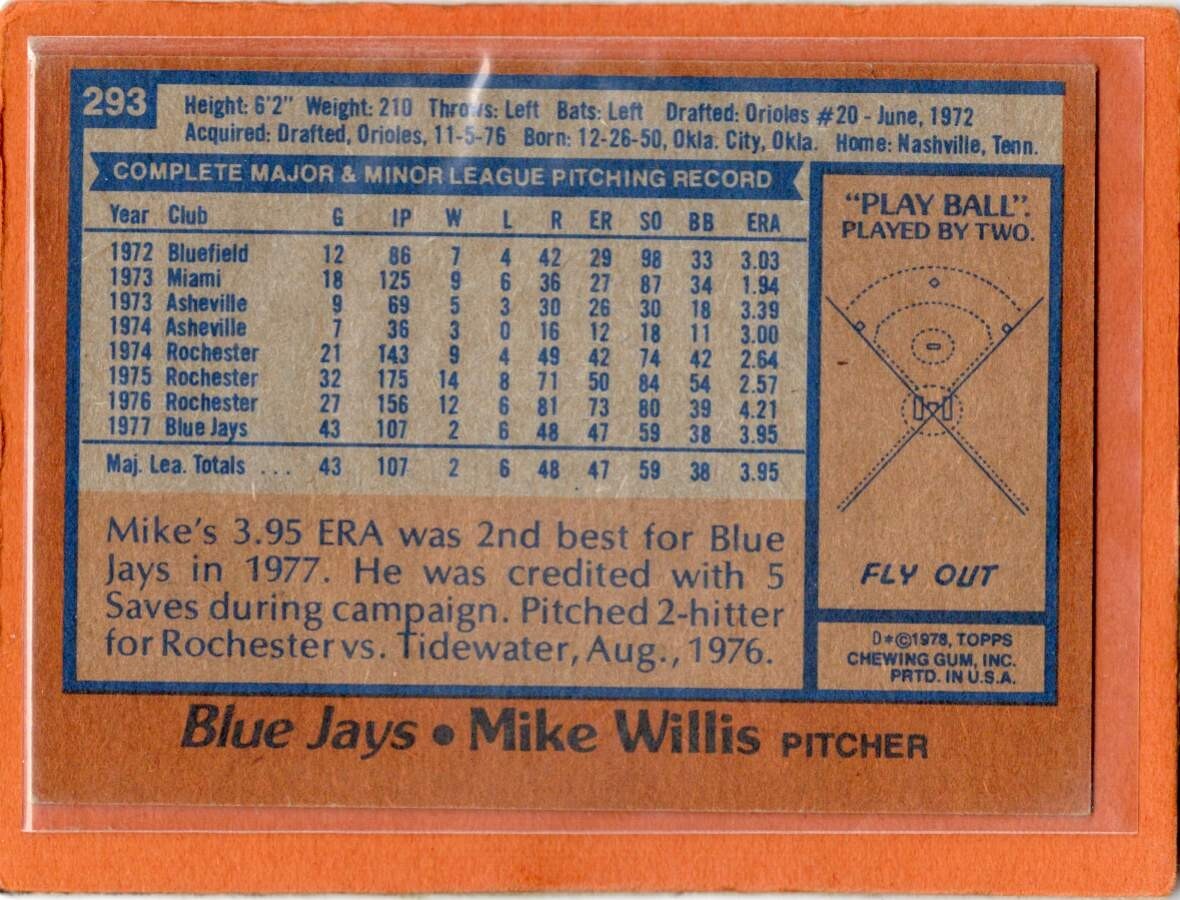 293
Height: 6'2" Weight: 210 Throws: Left Bats: Left Drafted: Orioles #20 - June, 1972
Acquired: Drafted, Orioles, 11-5-76 Born: 12-26-50, Okla. City, Okla. Home: Nashville, Tenn.
COMPLETE MAJOR & MINOR LEAGUE PITCHING RECORD
Year Club G IP W L R ER SO BB ERA
1972 Bluefield 12 86 7 4 42 29 98 33 3.03
1973 Miami 18 125 9 6 36 27 87 34 1.94
1973 Asheville 9 69 5 3 30 26 30 18 3.39
1974 Asheville 7 36 3 0 16 12 18 11 3.00
1974 Rochester 21 143 9 4 49 42 74 42 2.64
1975 Rochester 32 175 14 8 71 50 84 54 2.57
1976 Rochester 27 156 12 6 81 73 80 39 4.21
1977 Blue Jays 43 107 2 6 48 47 59 38 3.95
Maj. Lea. Totals ... 43 107 2 6 48 47 59 38 3.95
Mike's 3.95 ERA was 2nd best for Blue
Jays in 1977. He was credited with 5
Saves during campaign. Pitched 2-hitter
for Rochester vs. Tidewater, Aug., 1976.
"PLAY BALL".
PLAYED BY TWO.
FLY OUT
D*©1978, TOPPS
CHEWING GUM, INC.
PRTD. IN U.S.A.
Blue Jays • Mike Willis PITCHER